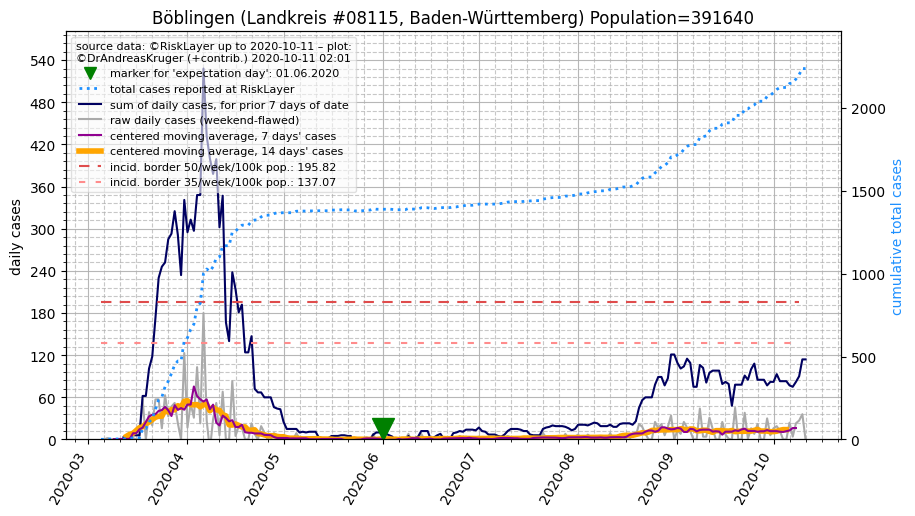 Böblingen (Landkreis #08115, Baden-Württemberg) Population=391640
source data: ©RiskLayer up to 2020-10-11 – plot:
©DrAndreasKruger (+contrib.) 2020-10-11 02:01
marker for 'expectation day': 01.06.2020
total cases reported at RiskLayer
sum of daily cases, for prior 7 days of date
raw daily cases (weekend-flawed)
centered moving average, 7 days' cases
centered moving average, 14 days' cases
incid. border 50/week/100k pop.: 195.82
incid. border 35/week/100k pop.: 137.07
daily cases
540
480
420
360
300
240
180
120
60
0
cumulative total cases
2000
1500
1000
500
0
2020-03
2020-04
2020-05
2020-06
2020-07
2020-08
2020-09
2020-10